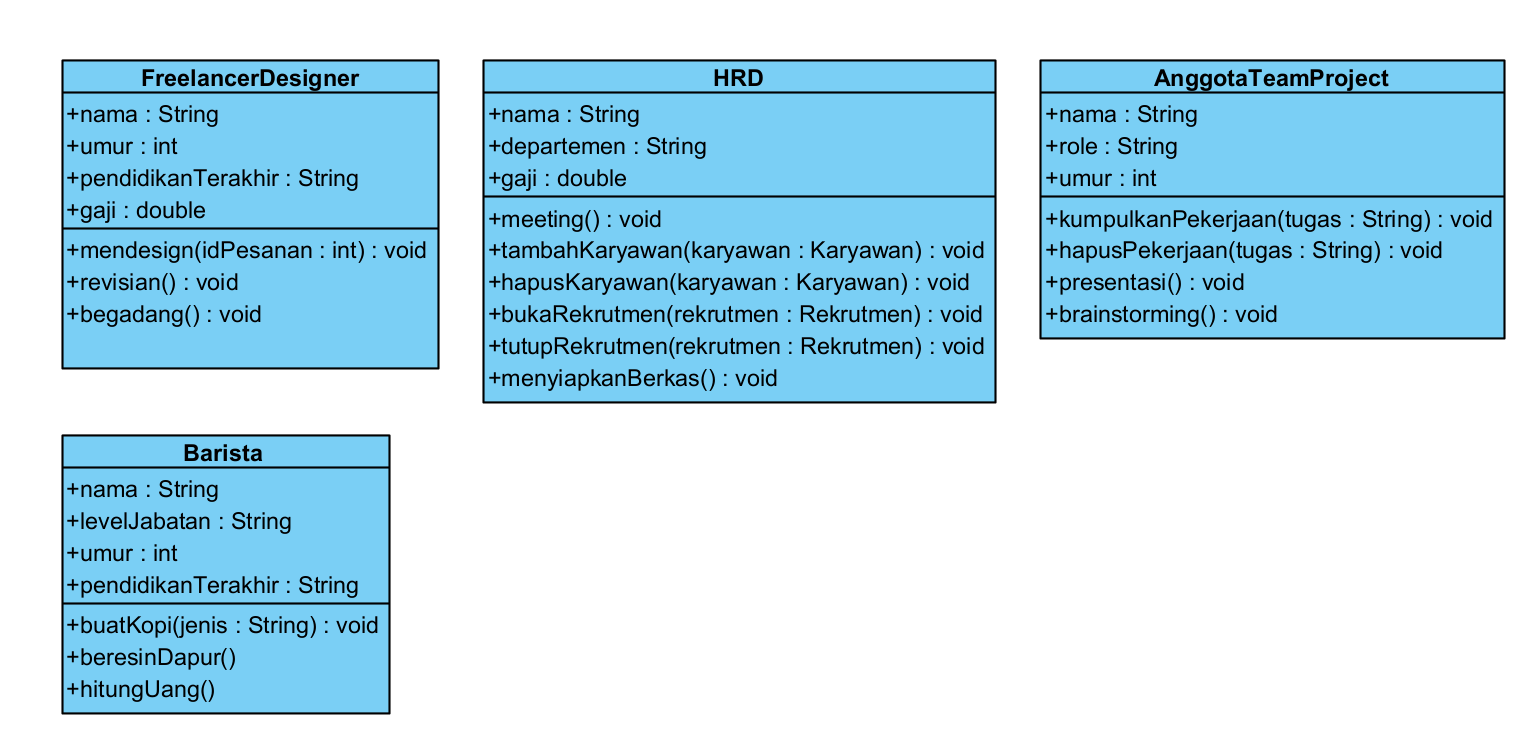 FreelancerDesigner
+nama : String
+umur : int
+pendidikanTerakhir : String
+gaji : double
+mendesign(idPesanan : int) : void
+revisian() : void
+begadang() : void
HRD
+nama : String
+departemen : String
+gaji : double
+meeting() : void
+tambahKaryawan(karyawan : Karyawan) : void
+hapusKaryawan(karyawan : Karyawan) : void
+bukaRekrutmen(rekrutmen : Rekrutmen) : void
+tutupRekrutmen(rekrutmen : Rekrutmen) : void
+menyiapkanBerkas() : void
AnggotaTeamProject
+nama : String
+role : String
+umur : int
+kumpulkanPekerjaan(tugas : String) : void
+hapusPekerjaan(tugas : String) : void
+presentasi() : void
+brainstorming() : void
Barista
+nama : String
+levelJabatan : String
+umur : int
+pendidikanTerakhir : String
+buatKopi(jenis : String) : void
+beresinDapur()
+hitungUang()